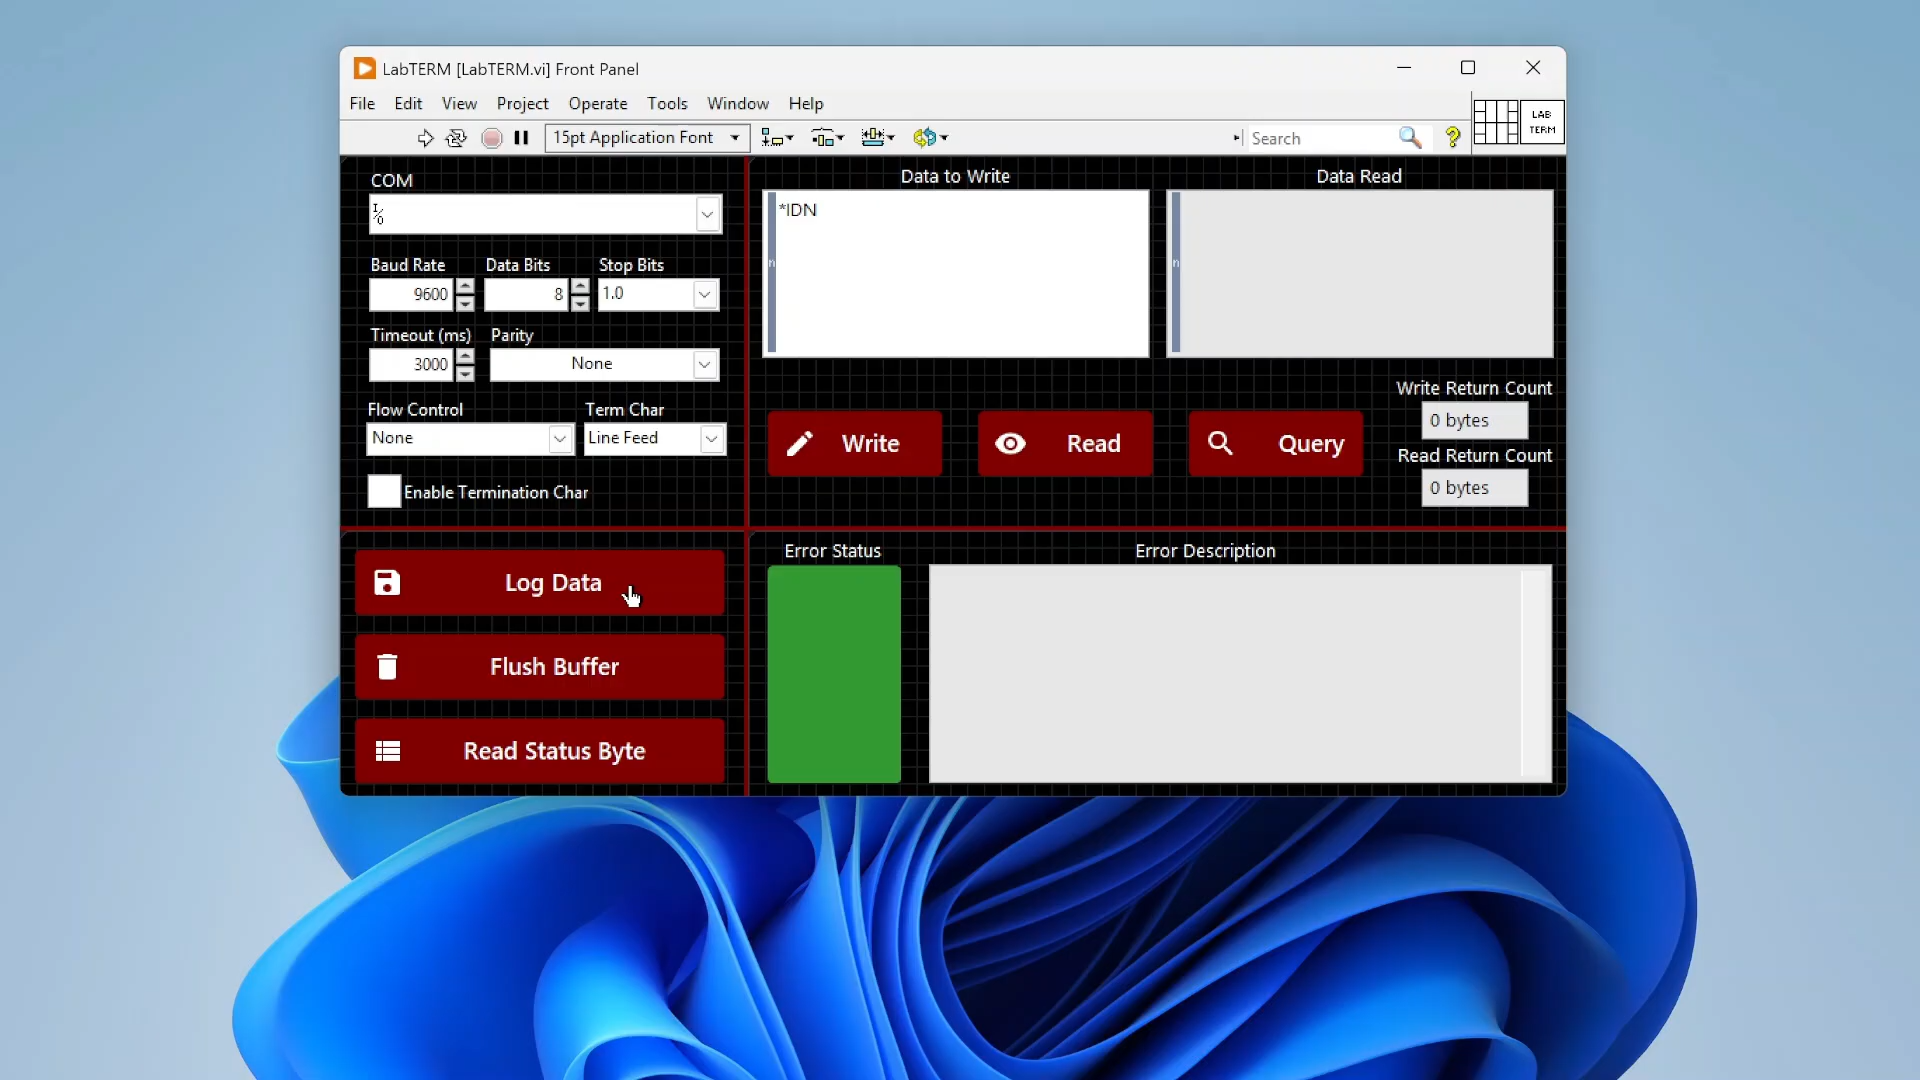 LabTERM [LabTERM.vi] Front Panel
File Edit View Project Operate Tools Window Help
15pt Application Font
Search
?
LAB
TERM
COM
I/O
Baud Rate Data Bits Stop Bits
9600 8 1.0
Timeout (ms) Parity
3000 None
Flow Control Term Char
None Line Feed
Enable Termination Char
Data to Write
*IDN
n
Data Read
n
Write Read Query
Write Return Count
0 bytes
Read Return Count
0 bytes
Log Data
Flush Buffer
Read Status Byte
Error Status
Error Description